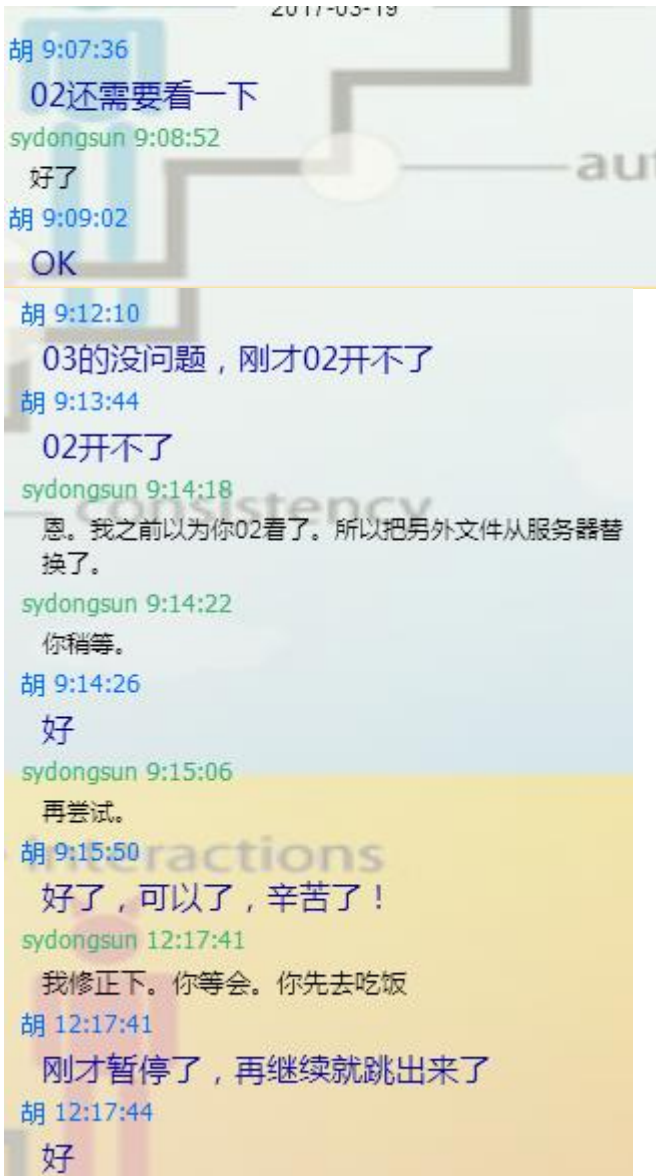 2017-03-19
胡 9:07:36
02还需要看一下
sydongsun 9:08:52
好了
aut
胡 9:09:02
OK
胡 9:12:10
03的没问题，刚才02开不了
胡 9:13:44
02开不了
sydongsun 9:14:18
consistency
恩。我之前以为你02看了。所以把另外文件从服务器替
换了。
sydongsun 9:14:22
你稍等。
胡 9:14:26
好
sydongsun 9:15:06
再尝试。
胡 9:15:50
interactions
好了，可以了，辛苦了！
sydongsun 12:17:41
我修正下。你等会。你先去吃饭
胡 12:17:41
刚才暂停了，再继续就跳出来了
胡 12:17:44
好